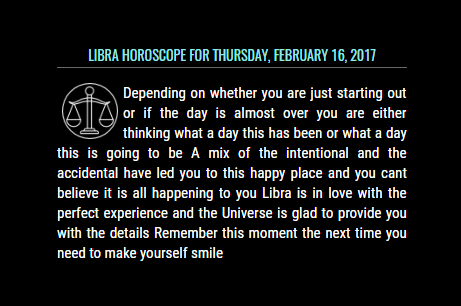 LIBRA HOROSCOPE FOR THURSDAY, FEBRUARY 16, 2017
Depending on whether you are just starting out
or if the day is almost over you are either
thinking what a day this has been or what a day
this is going to be A mix of the intentional and the
accidental have led you to this happy place and you cant
believe it is all happening to you Libra is in love with the
perfect experience and the Universe is glad to provide you
with the details Remember this moment the next time you
need to make yourself smile